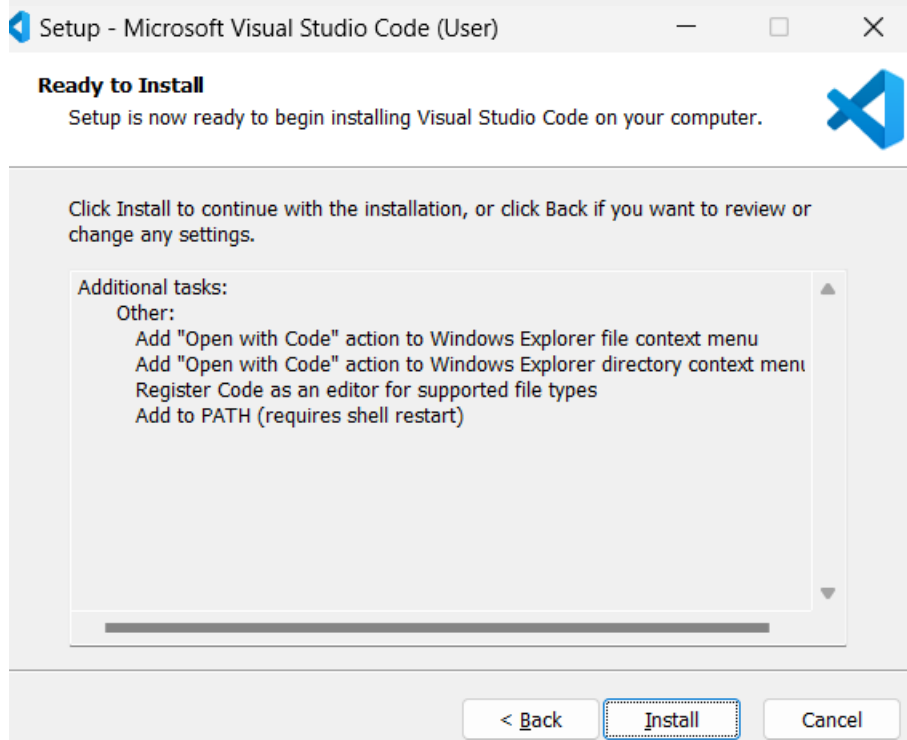 Setup - Microsoft Visual Studio Code (User)
Ready to Install
Setup is now ready to begin installing Visual Studio Code on your computer.
Click Install to continue with the installation, or click Back if you want to review or
change any settings.
Additional tasks:
Other:
Add "Open with Code" action to Windows Explorer file context menu
Add "Open with Code" action to Windows Explorer directory context menu
Register Code as an editor for supported file types
Add to PATH (requires shell restart)
< Back Install Cancel